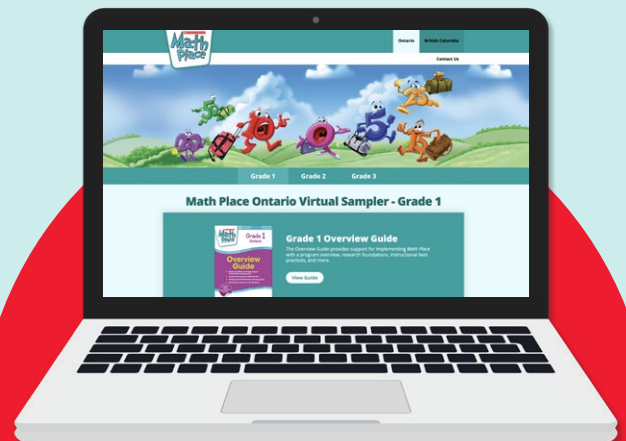 Math
Place
Ontario
British Columbia
Contact Us
Grade 1
Grade 2
Grade 3
Math Place Ontario Virtual Sampler - Grade 1
Math
Place
Grade 1
Ontario
Overview
Guide
Grade 1 Overview Guide
The Overview Guide provides support for implementing Math Place
with a program overview, research foundations, instructional best
practices, and more.
View Guide